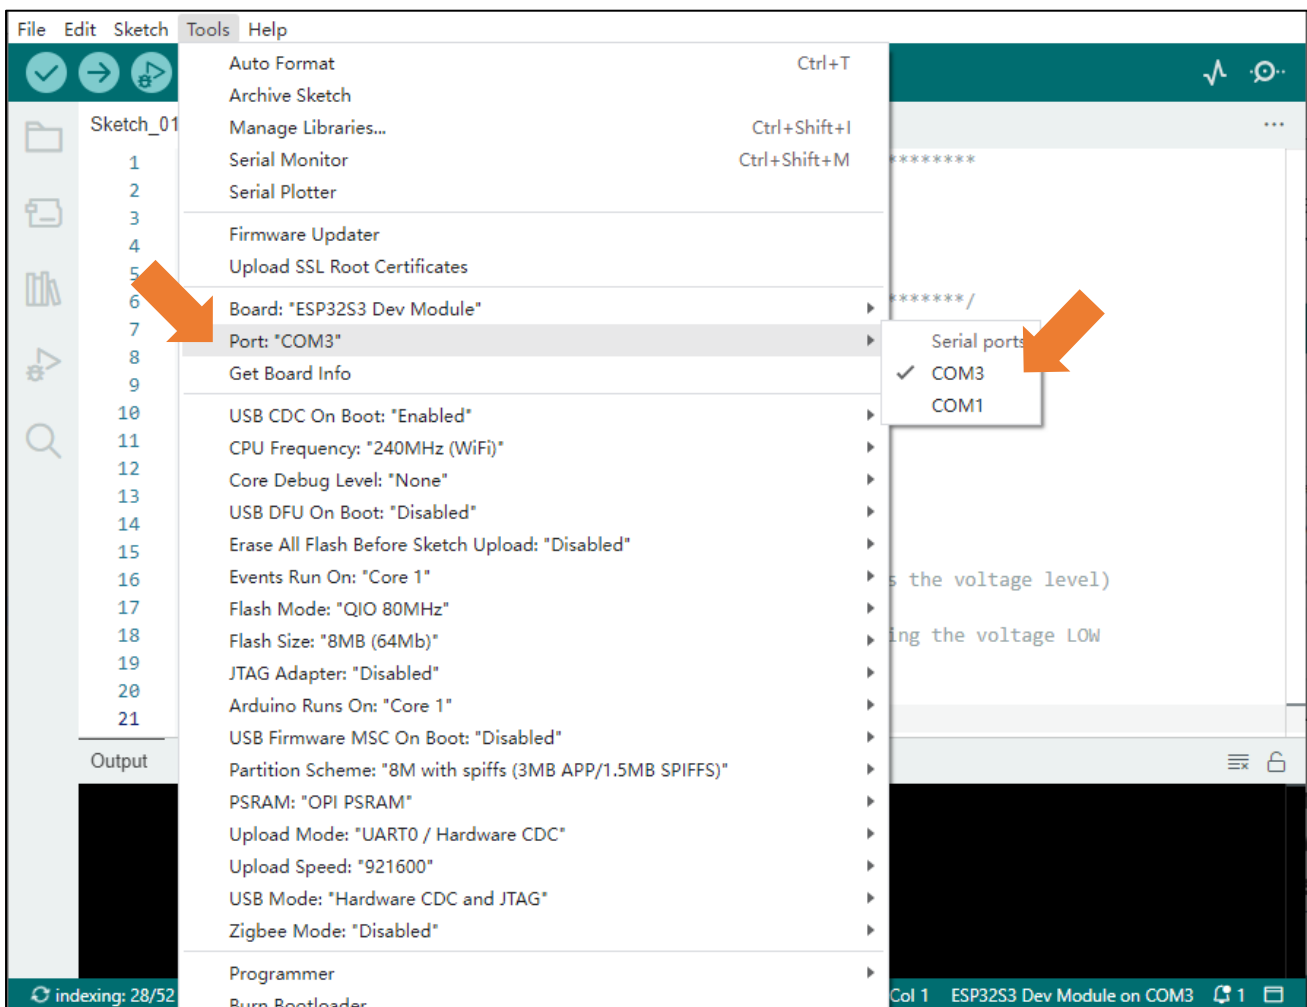 File Edit Sketch Tools Help
Auto Format Ctrl+T
Archive Sketch
Sketch_01
Manage Libraries... Ctrl+Shift+I
1 Serial Monitor Ctrl+Shift+M ********
2 Serial Plotter
3
4 Firmware Updater
5 Upload SSL Root Certificates
6 Board: "ESP32S3 Dev Module" *******/
7 Port: "COM3" Serial ports
8 Get Board Info COM3
9 COM1
10 USB CDC On Boot: "Enabled"
11 CPU Frequency: "240MHz (WiFi)"
12 Core Debug Level: "None"
13 USB DFU On Boot: "Disabled"
14
15 Erase All Flash Before Sketch Upload: "Disabled"
16 Events Run On: "Core 1" s the voltage level)
17 Flash Mode: "QIO 80MHz"
18 Flash Size: "8MB (64Mb)" ing the voltage LOW
19 JTAG Adapter: "Disabled"
20 Arduino Runs On: "Core 1"
21 USB Firmware MSC On Boot: "Disabled"
Output Partition Scheme: "8M with spiffs (3MB APP/1.5MB SPIFFS)"
PSRAM: "OPI PSRAM"
Upload Mode: "UART0 / Hardware CDC"
Upload Speed: "921600"
USB Mode: "Hardware CDC and JTAG"
Zigbee Mode: "Disabled"
Programmer
Burn Bootloader
indexing: 28/52 Col 1 ESP32S3 Dev Module on COM3 1